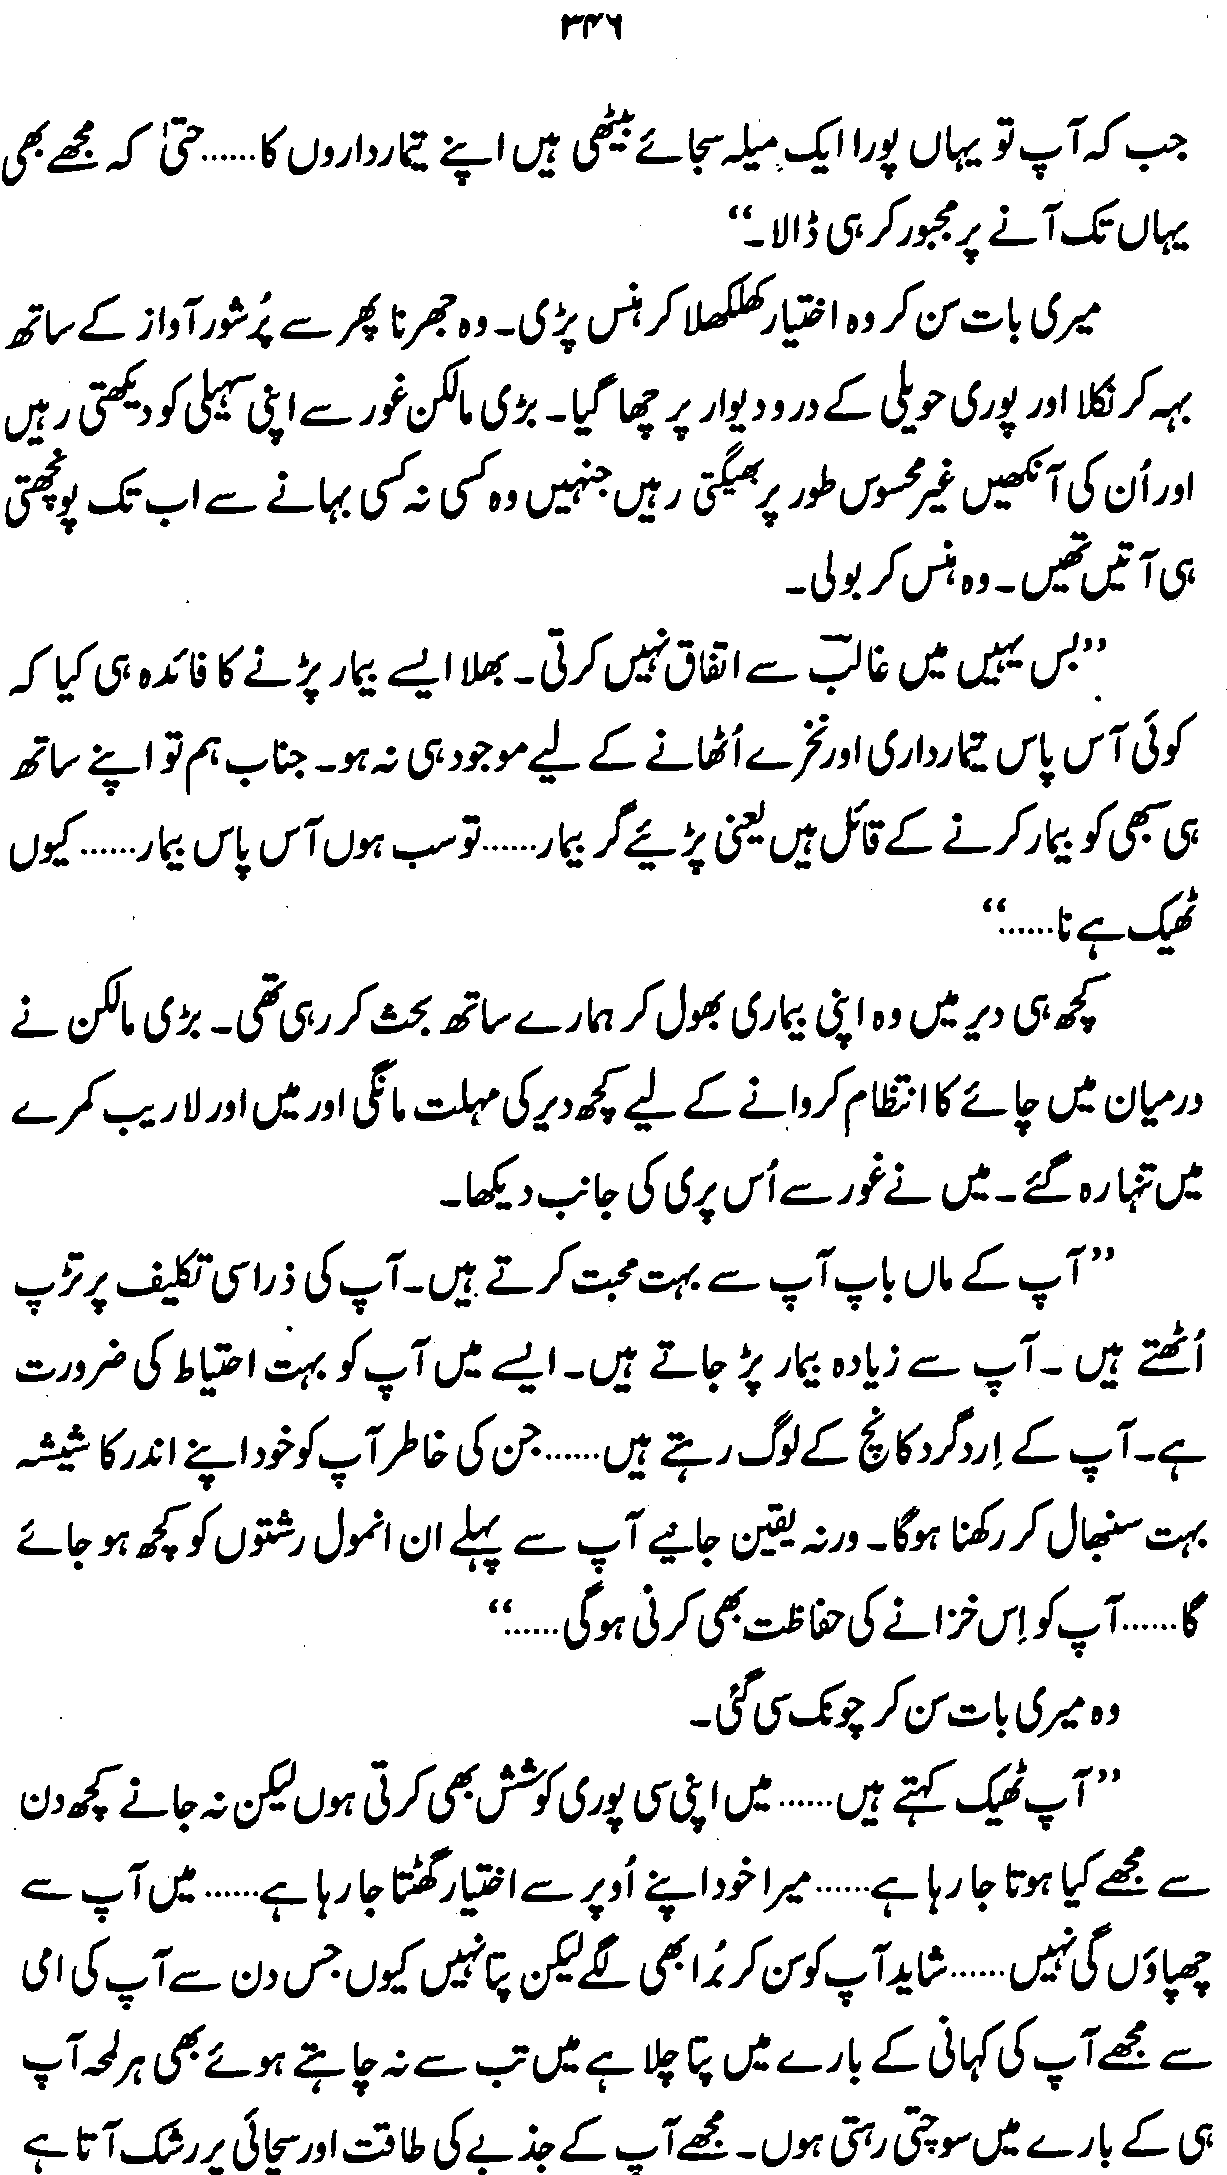 ۳۴۶
جب کہ آپ تو یہاں پورا ایک میلہ سجائے بیٹھی ہیں اپنے تیمارداروں کا......حتیٰ کہ مجھے بھی
یہاں تک آنے پر مجبور کر ہی ڈالا۔‘‘
میری بات سن کر وہ اختیار کھلکھلا کر ہنس پڑی۔ وہ جھرنا پھر سے پُرشور آواز کے ساتھ
بہہ کر نکلا اور پوری حویلی کے در و دیوار پر چھا گیا۔ بڑی مالکن غور سے اپنی سہیلی کو دیکھتی رہیں
اور اُن کی آنکھیں غیر محسوس طور پر بھیگتی رہیں جنہیں وہ کسی نہ کسی بہانے سے اب تک پونچھتی
ہی آتیں تھیں۔ وہ ہنس کر بولی۔
’’بس یہیں میں غالبؔ سے اتفاق نہیں کرتی۔ بھلا ایسے بیمار پڑنے کا فائدہ ہی کیا کہ
کوئی آس پاس تیمارداری اور نخرے اُٹھانے کے لیے موجود ہی نہ ہو۔ جناب ہم تو اپنے ساتھ
ہی سبھی کو بیمار کرنے کے قائل ہیں یعنی پڑیئے گر بیمار......تو سب ہوں آس پاس بیمار......کیوں
ٹھیک ہے نا......‘‘
کچھ ہی دیر میں وہ اپنی بیماری بھول کر ہمارے ساتھ بحث کر رہی تھی۔ بڑی مالکن نے
درمیان میں چائے کا انتظام کروانے کے لیے کچھ دیر کی مہلت مانگی اور میں اور لاریب کمرے
میں تنہا رہ گئے۔ میں نے غور سے اُس پری کی جانب دیکھا۔
’’آپ کے ماں باپ آپ سے بہت محبت کرتے ہیں۔ آپ کی ذرا سی تکلیف پر تڑپ
اُٹھتے ہیں ۔ آپ سے زیادہ بیمار پڑ جاتے ہیں۔ ایسے میں آپ کو بہت احتیاط کی ضرورت
ہے۔ آپ کے اِردگرد کانچ کے لوگ رہتے ہیں......جن کی خاطر آپ کو خود اپنے اندر کا شیشہ
بہت سنبھال کر رکھنا ہوگا۔ ورنہ یقین جانیے آپ سے پہلے ان انمول رشتوں کو کچھ ہو جائے
گا......آپ کو اِس خزانے کی حفاظت بھی کرنی ہوگی......‘‘
وہ میری بات سن کر چونک سی گئی۔
’’آپ ٹھیک کہتے ہیں......میں اپنی سی پوری کوشش بھی کرتی ہوں لیکن نہ جانے کچھ دن
سے مجھے کیا ہوتا جا رہا ہے......میرا خود اپنے اُوپر سے اختیار گھٹتا جا رہا ہے......میں آپ سے
چھپاؤں گی نہیں......شاید آپ کو سن کر بُرا بھی لگے لیکن پتا نہیں کیوں جس دن سے آپ کی امی
سے مجھے آپ کی کہانی کے بارے میں پتا چلا ہے میں تب سے نہ چاہتے ہوئے بھی ہر لمحہ آپ
ہی کے بارے میں سوچتی رہتی ہوں۔ مجھے آپ کے جذبے کی طاقت اور سچائی پر رشک آتا ہے